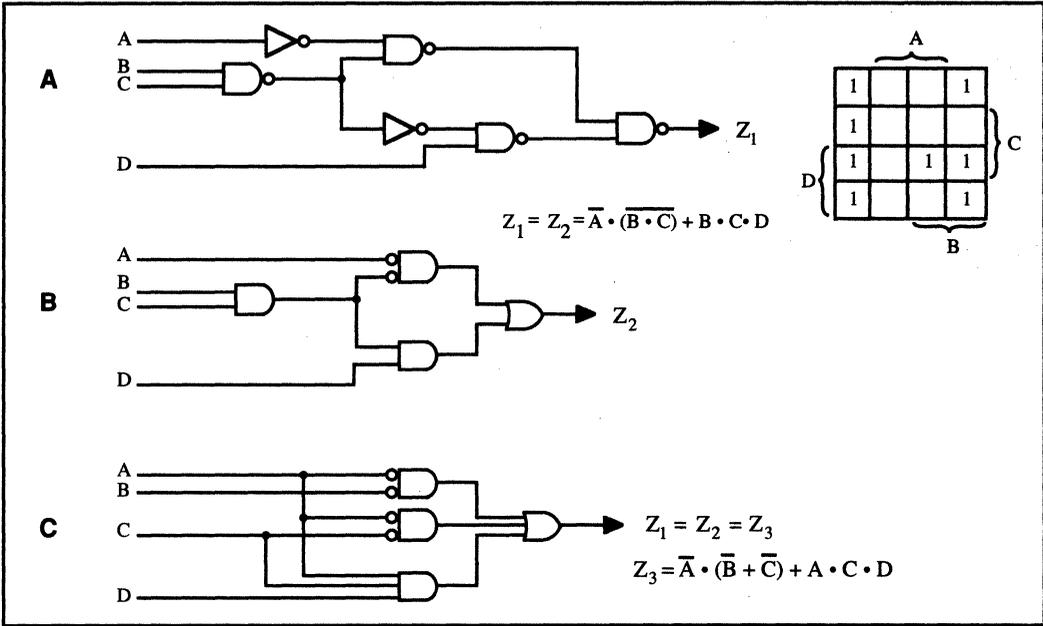 A
A
B
C
D
Z₁
A
1 1
1
1 1 1
1 1
C
D
B
Z₁ = Z₂ = A̅ • (B̅ ̅•̅ ̅C̅) + B • C • D
B
A
B
C
D
Z₂
C
A
B
C
D
Z₁ = Z₂ = Z₃
Z₃ = A̅ • (B̅ + C̅) + A • C • D